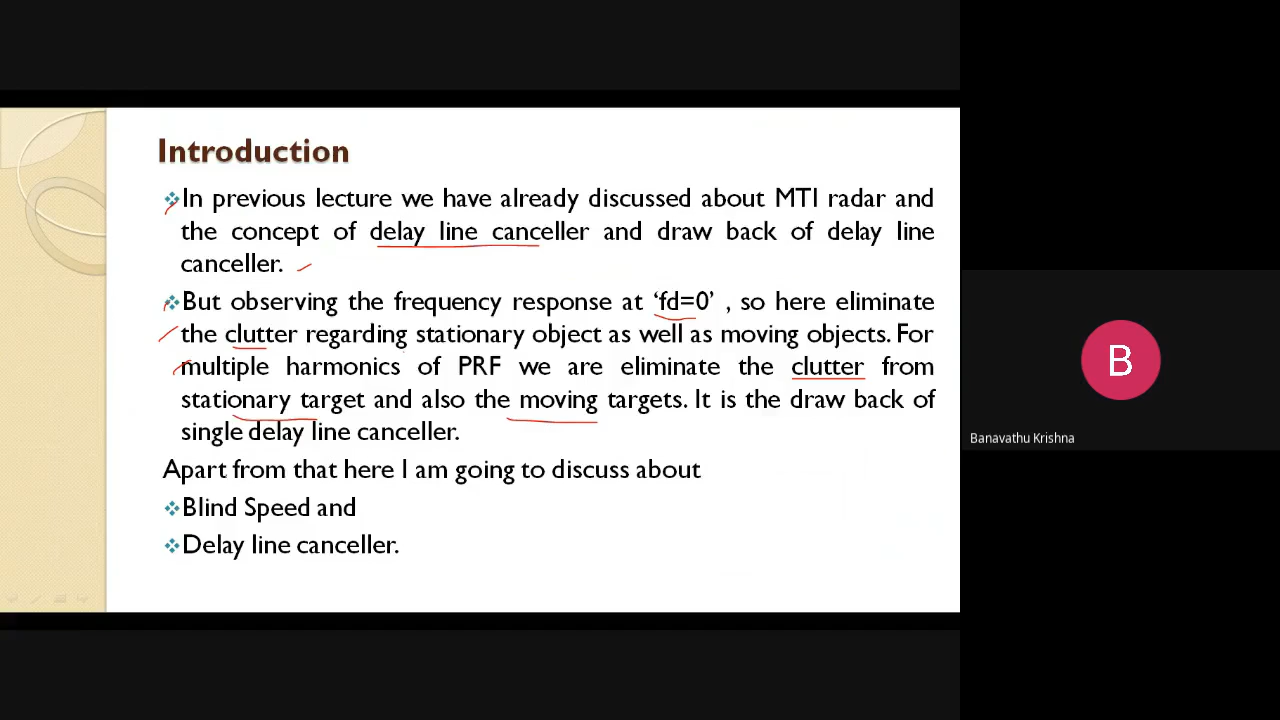 Introduction
In previous lecture we have already discussed about MTI radar and
the concept of delay line canceller and draw back of delay line
canceller.
But observing the frequency response at ‘fd=0’ , so here eliminate
the clutter regarding stationary object as well as moving objects. For
multiple harmonics of PRF we are eliminate the clutter from
stationary target and also the moving targets. It is the draw back of
single delay line canceller.
Apart from that here I am going to discuss about
Blind Speed and
Delay line canceller.
B
Banavathu Krishna